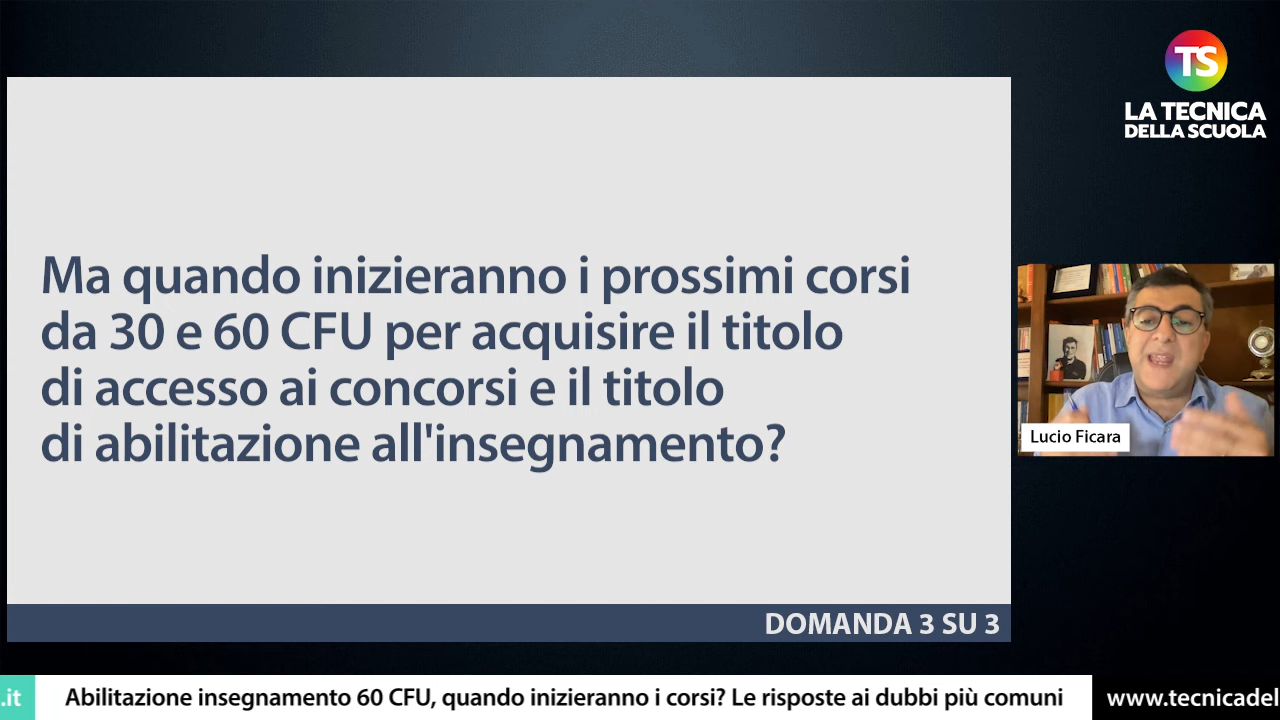 TS
LA TECNICA
DELLA SCUOLA
Ma quando inizieranno i prossimi corsi
da 30 e 60 CFU per acquisire il titolo
di accesso ai concorsi e il titolo
di abilitazione all'insegnamento?
Lucio Ficara
DOMANDA 3 SU 3
.it
Abilitazione insegnamento 60 CFU, quando inizieranno i corsi? Le risposte ai dubbi più comuni
www.tecnicadel